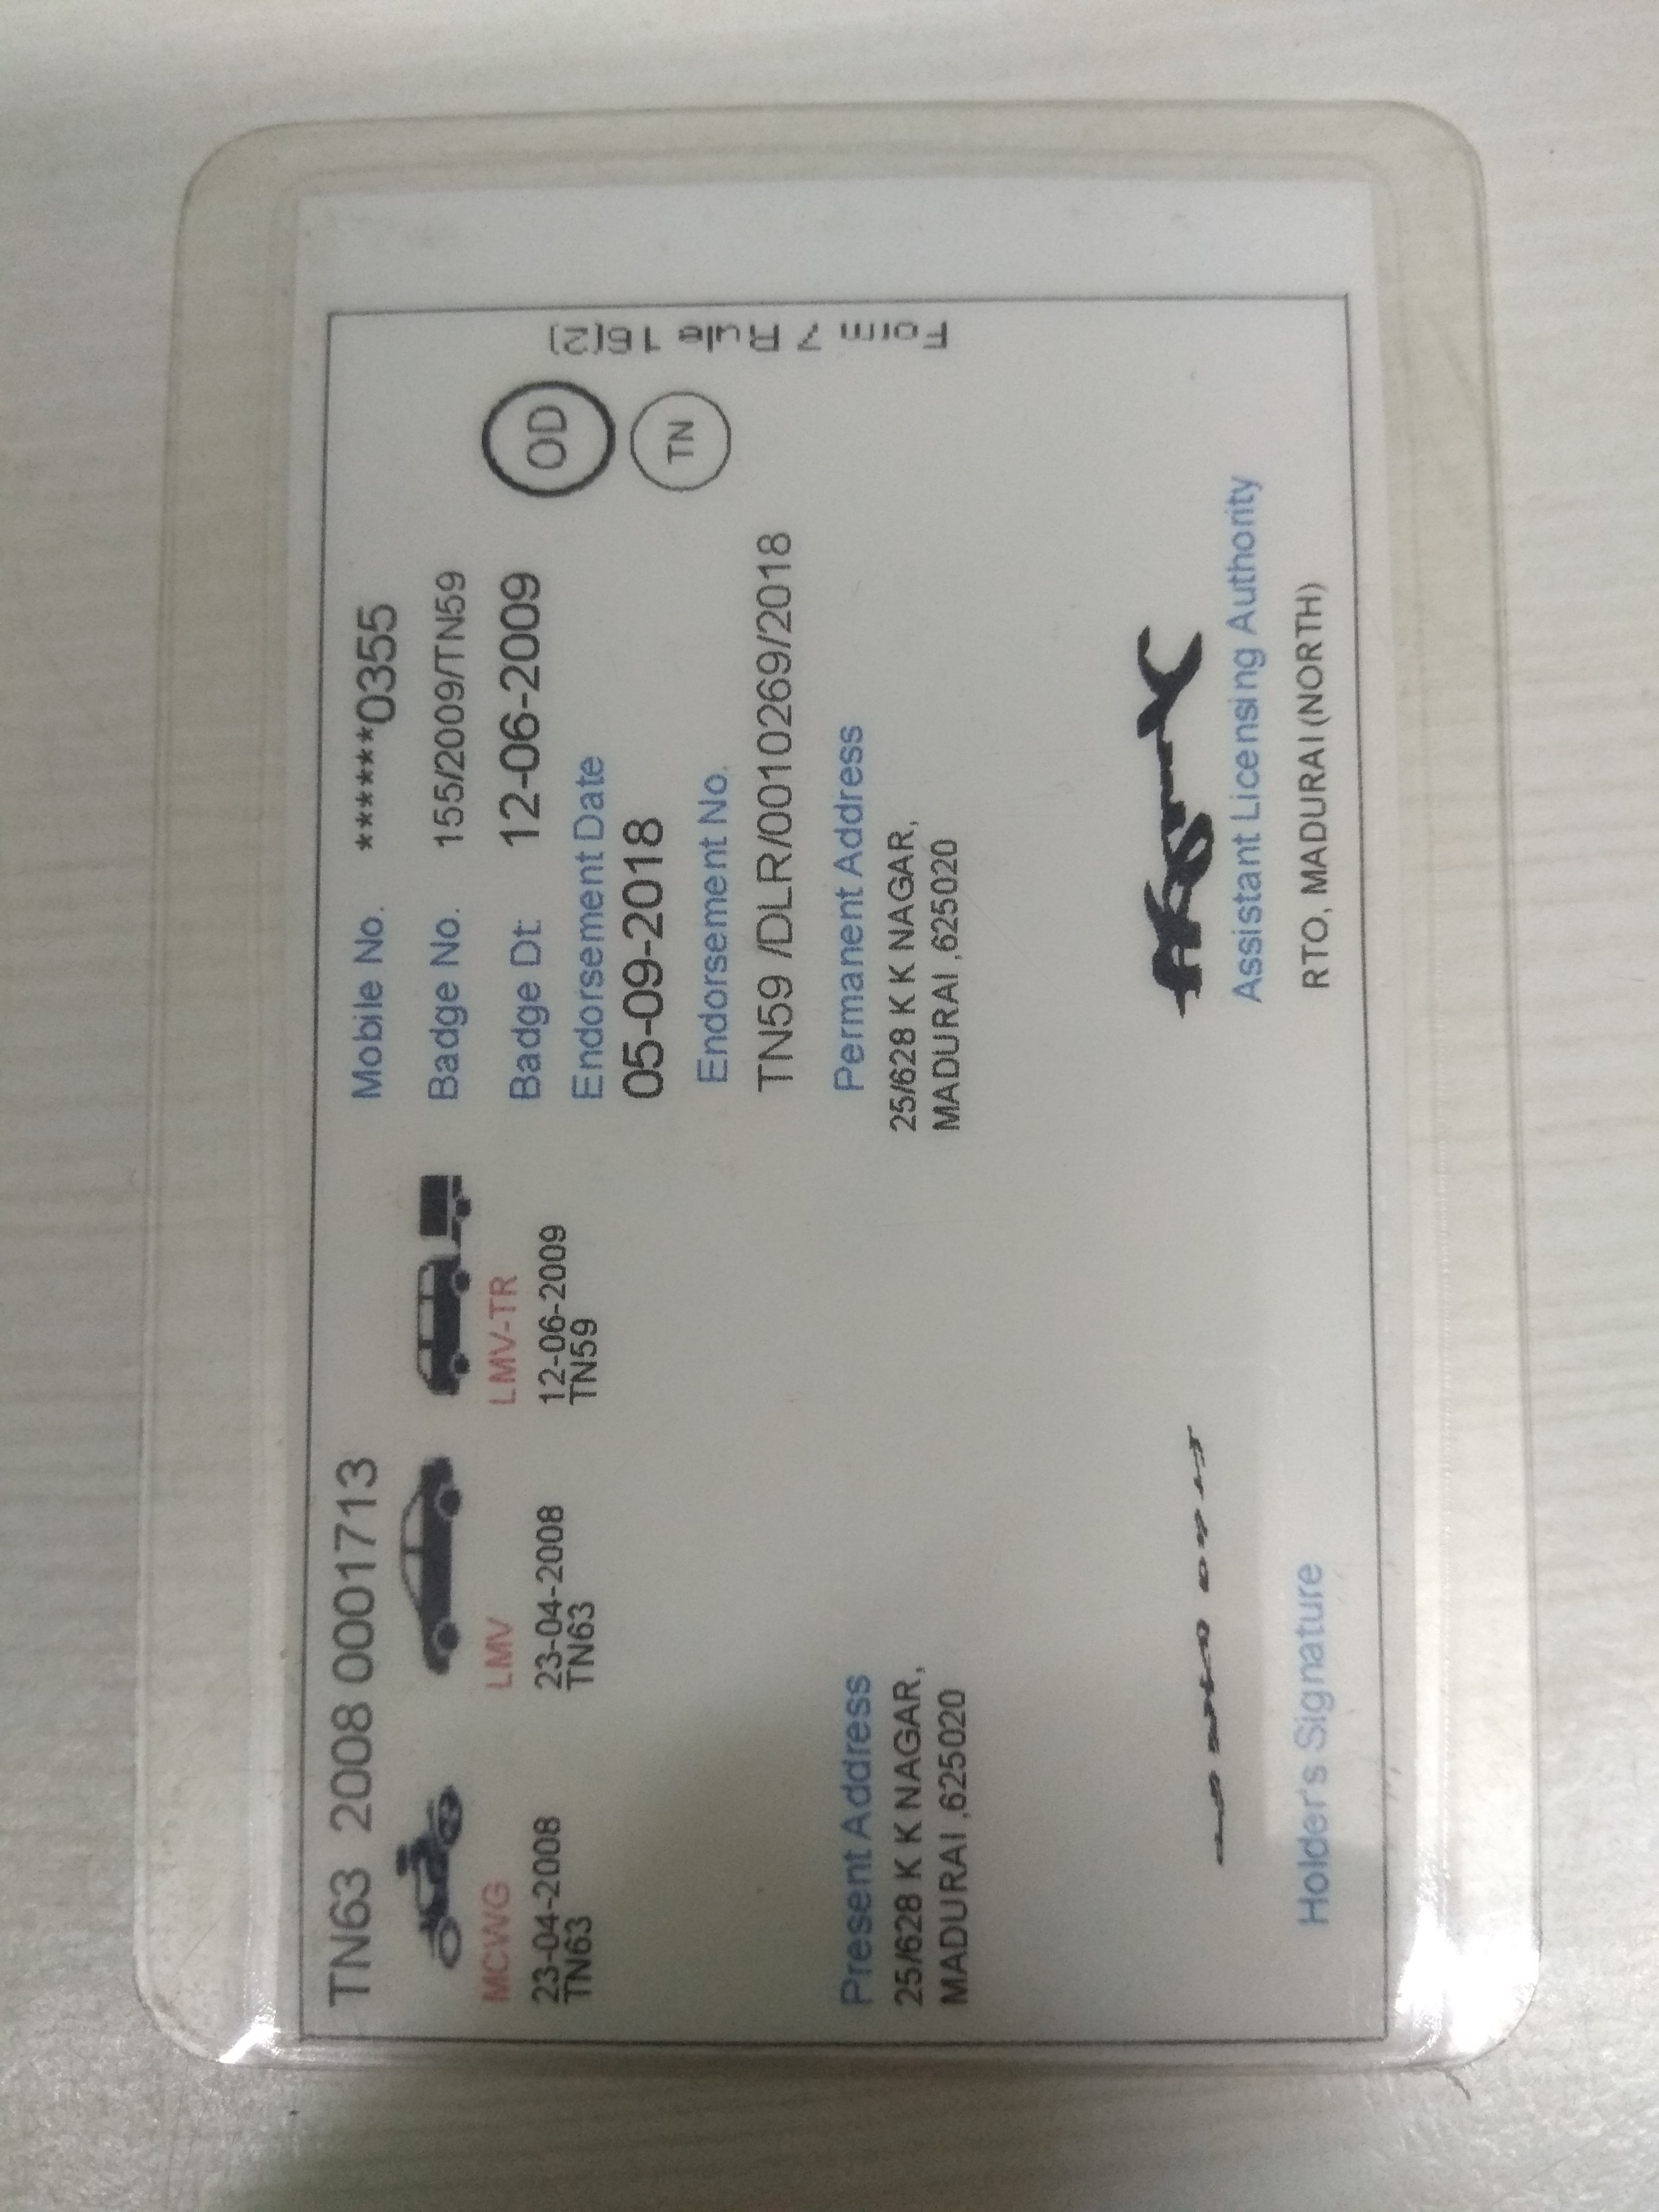 TN63 2008 0001713
MCWG
23-04-2008
TN63
LMV
23-04-2008
TN63
LMV-TR
12-06-2009
TN59
Mobile No. ******0355
Badge No. 155/2009/TN59
Badge Dt: 12-06-2009
Endorsement Date
05-09-2018
Endorsement No.
TN59 /DLR/0010269/2018
OD
TN
Form 7 Rule 16(2)
Present Address
25/628 K K NAGAR,
MADURAI ,625020
Permanent Address
25/628 K K NAGAR,
MADURAI ,625020
Holder's Signature
Assistant Licensing Authority
RTO, MADURAI (NORTH)